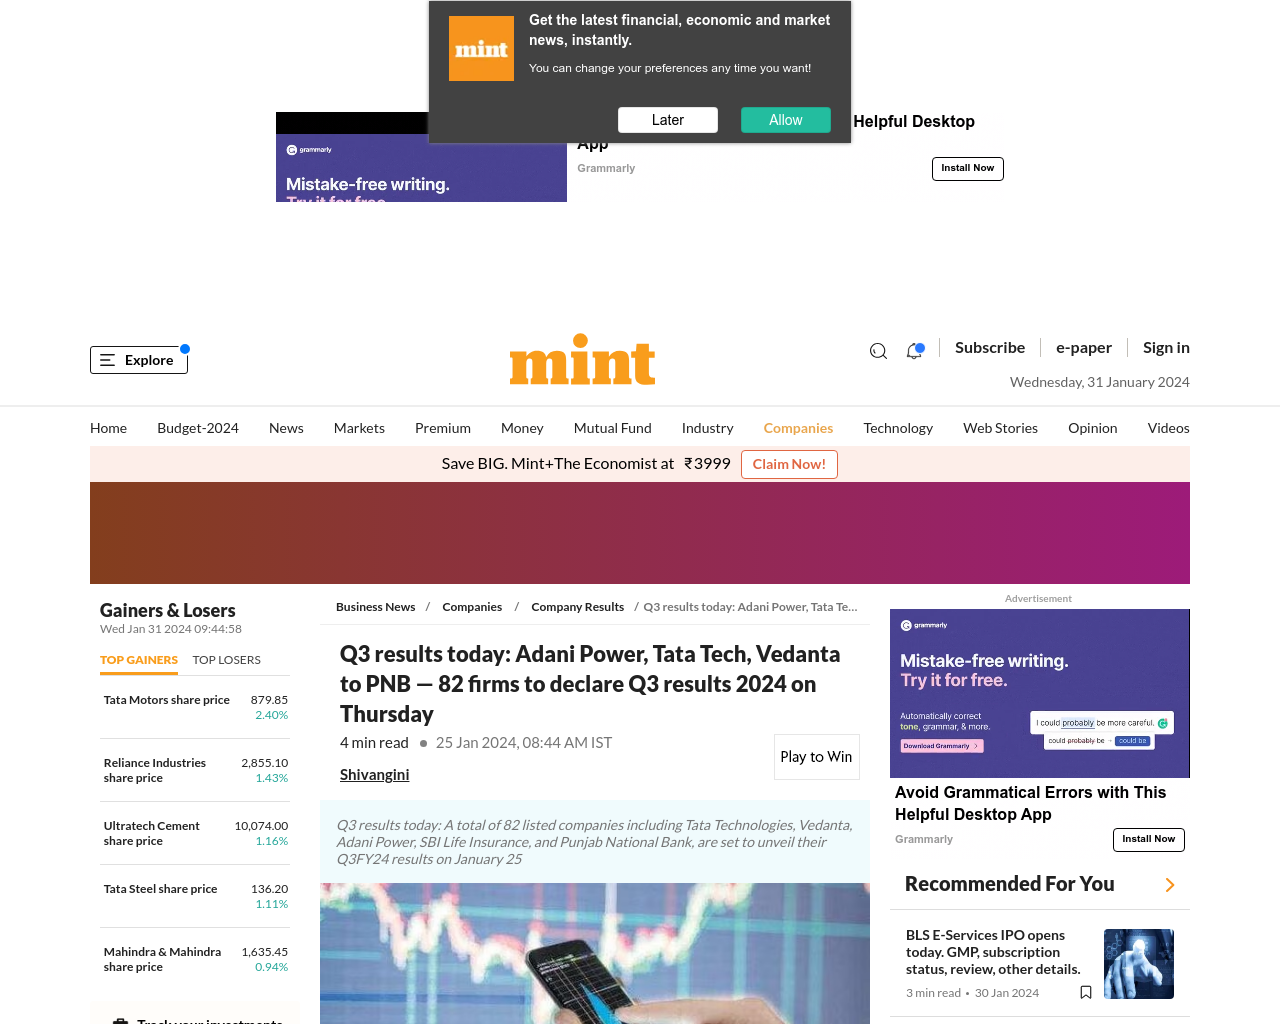 Get the latest financial, economic and market
news, instantly.
You can change your preferences any time you want!
Later
Allow
mint
Helpful Desktop
App
Grammarly
Install Now
grammarly
Mistake-free writing.
Try it for free.
Explore
mint
Subscribe
e-paper
Sign in
Wednesday, 31 January 2024
Home
Budget-2024
News
Markets
Premium
Money
Mutual Fund
Industry
Companies
Technology
Web Stories
Opinion
Videos
Save BIG. Mint+The Economist at ₹3999
Claim Now!
Gainers & Losers
Wed Jan 31 2024 09:44:58
TOP GAINERS
TOP LOSERS
Tata Motors share price 879.85
2.40%
Reliance Industries 2,855.10
share price 1.43%
Ultratech Cement 10,074.00
share price 1.16%
Tata Steel share price 136.20
1.11%
Mahindra & Mahindra 1,635.45
share price 0.94%
Track your investments
Business News / Companies / Company Results / Q3 results today: Adani Power, Tata Te...
Q3 results today: Adani Power, Tata Tech, Vedanta
to PNB — 82 firms to declare Q3 results 2024 on
Thursday
4 min read • 25 Jan 2024, 08:44 AM IST
Shivangini
Play to Win
Q3 results today: A total of 82 listed companies including Tata Technologies, Vedanta,
Adani Power, SBI Life Insurance, and Punjab National Bank, are set to unveil their
Q3FY24 results on January 25
Advertisement
grammarly
Mistake-free writing.
Try it for free.
Automatically correct
tone, grammar, & more.
Download Grammarly
I could probably be more careful.
could probably be → could be
Avoid Grammatical Errors with This
Helpful Desktop App
Grammarly
Install Now
Recommended For You
BLS E-Services IPO opens
today. GMP, subscription
status, review, other details.
3 min read • 30 Jan 2024